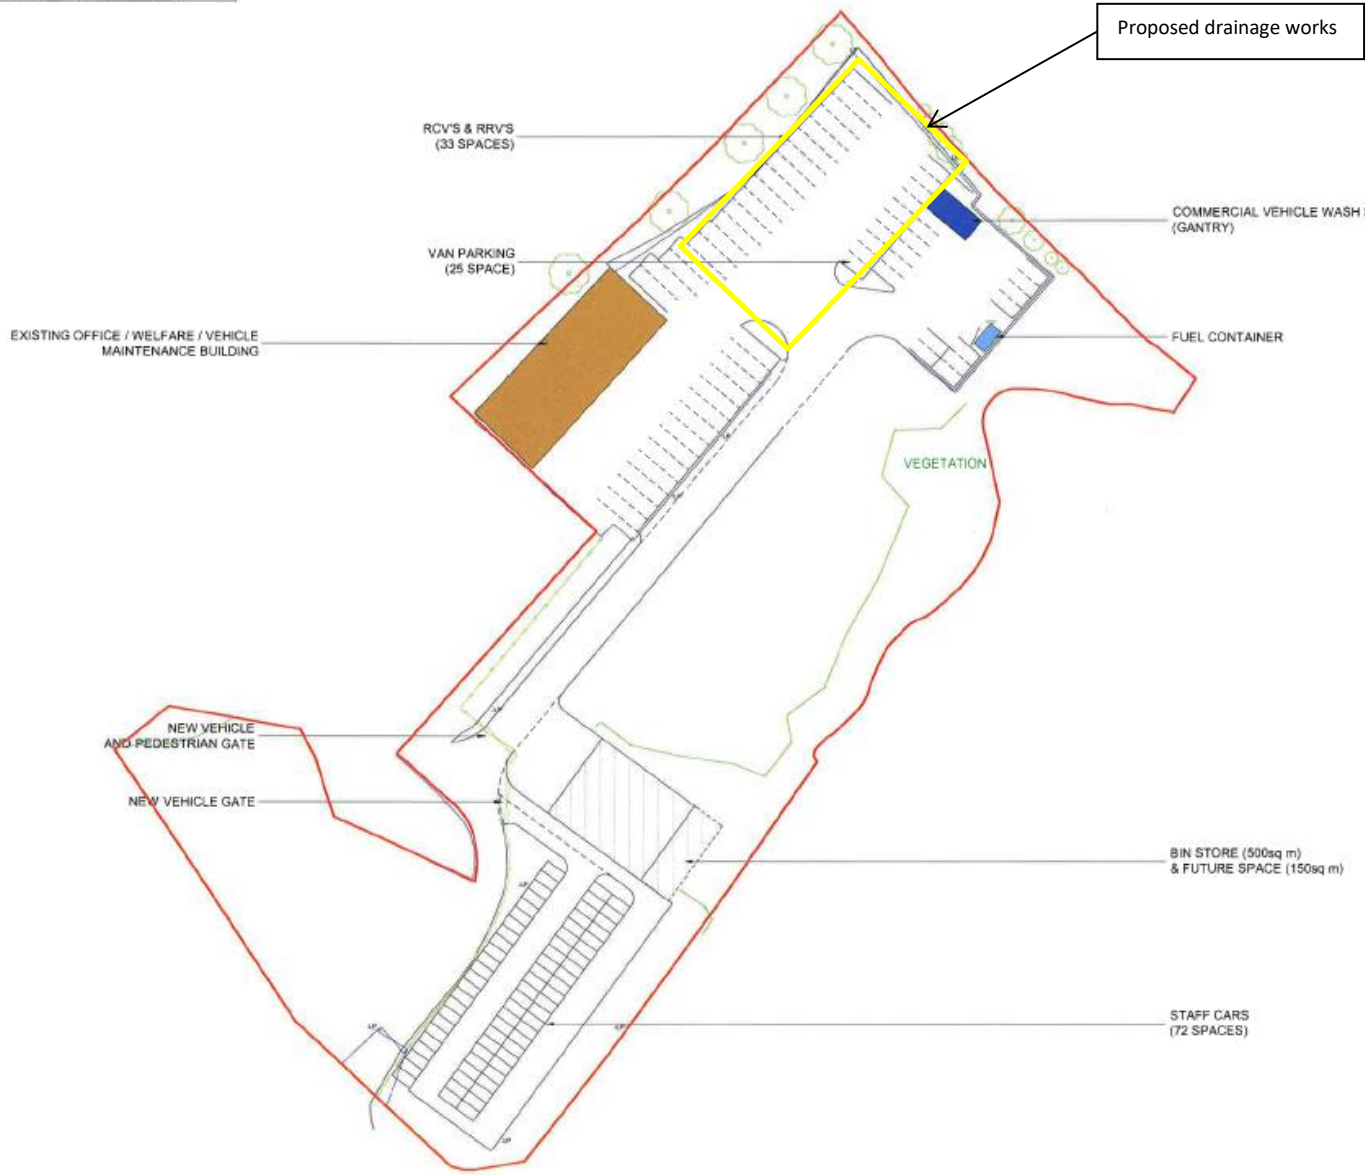 Proposed drainage works
RCV'S & RRV'S
(33 SPACES)
COMMERCIAL VEHICLE WASH
(GANTRY)
VAN PARKING
(25 SPACE)
EXISTING OFFICE / WELFARE / VEHICLE
MAINTENANCE BUILDING
FUEL CONTAINER
VEGETATION
NEW VEHICLE
AND PEDESTRIAN GATE
NEW VEHICLE GATE
BIN STORE (500sq m)
& FUTURE SPACE (150sq m)
STAFF CARS
(72 SPACES)